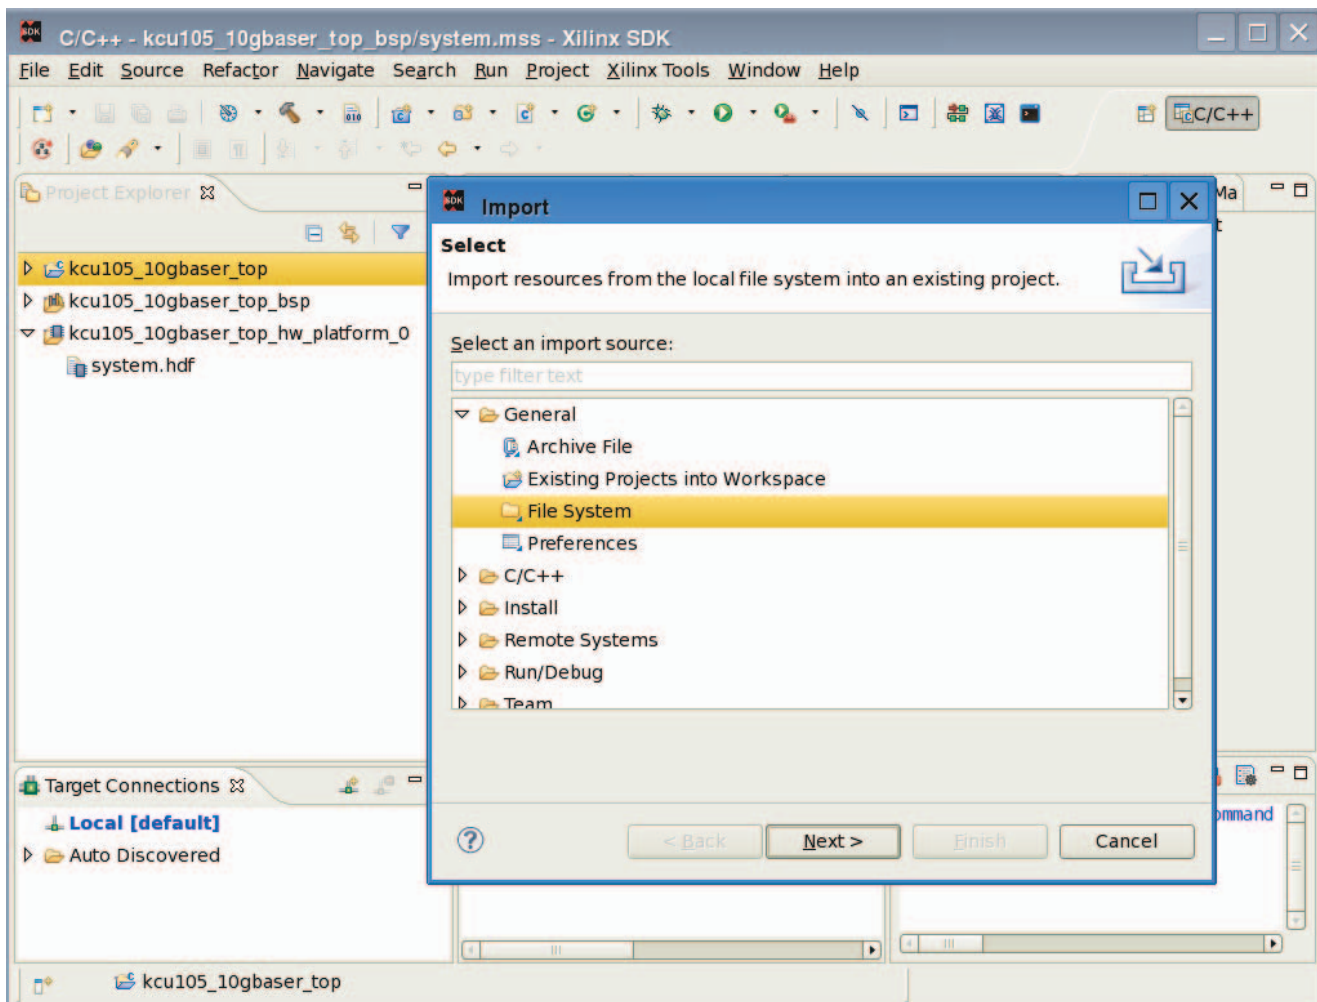 C/C++ - kcu105_10gbaser_top_bsp/system.mss - Xilinx SDK
File Edit Source Refactor Navigate Search Run Project Xilinx Tools Window Help
C/C++
Project Explorer
Ma
kcu105_10gbaser_top
kcu105_10gbaser_top_bsp
kcu105_10gbaser_top_hw_platform_0
system.hdf
Import
Select
Import resources from the local file system into an existing project.
Select an import source:
type filter text
General
Archive File
Existing Projects into Workspace
File System
Preferences
C/C++
Install
Remote Systems
Run/Debug
Team
< Back Next > Finish Cancel
Target Connections
Local [default]
Auto Discovered
ommand
kcu105_10gbaser_top